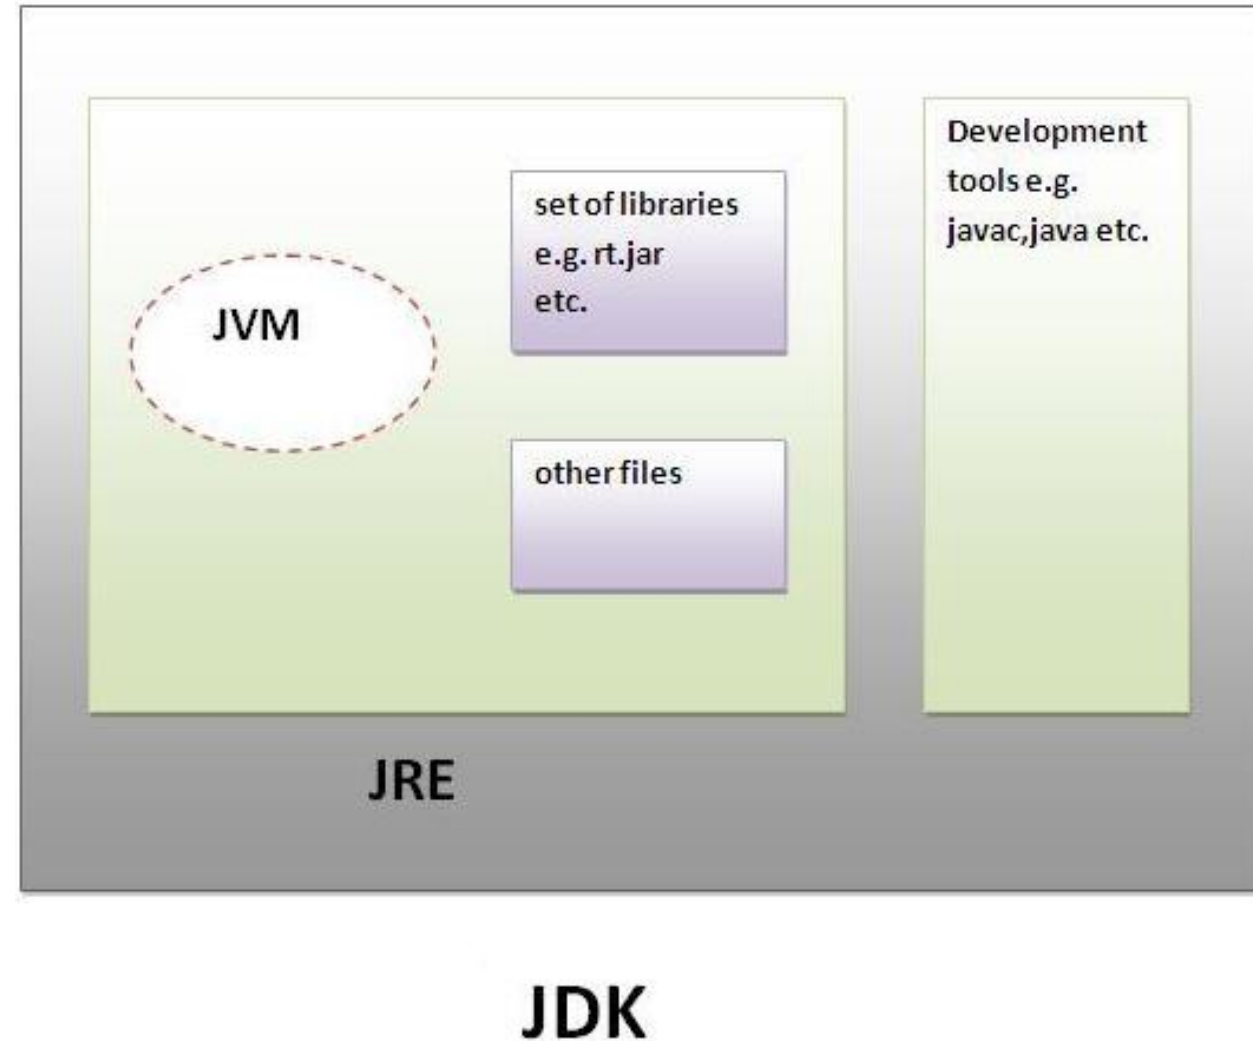 JVM
set of libraries
e.g. rt.jar
etc.
other files
Development
tools e.g.
javac,java etc.
JRE
JDK